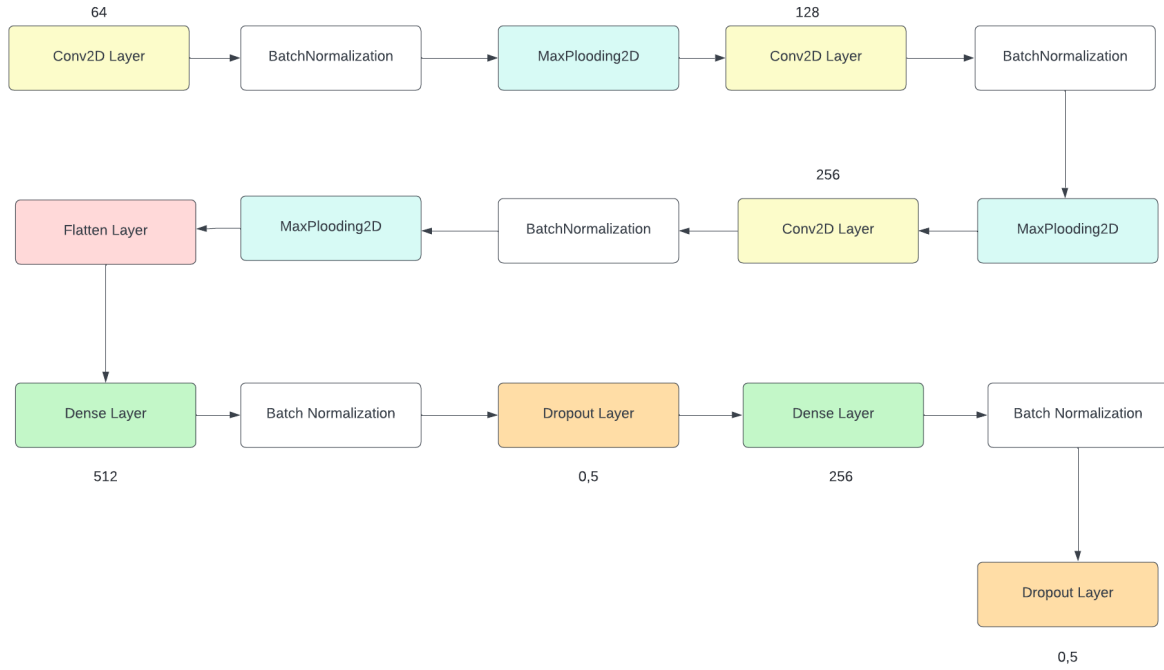 64
128
Conv2D Layer
BatchNormalization
MaxPlooding2D
Conv2D Layer
BatchNormalization
256
Flatten Layer
MaxPlooding2D
BatchNormalization
Conv2D Layer
MaxPlooding2D
Dense Layer
Batch Normalization
Dropout Layer
Dense Layer
Batch Normalization
512
0,5
256
Dropout Layer
0,5